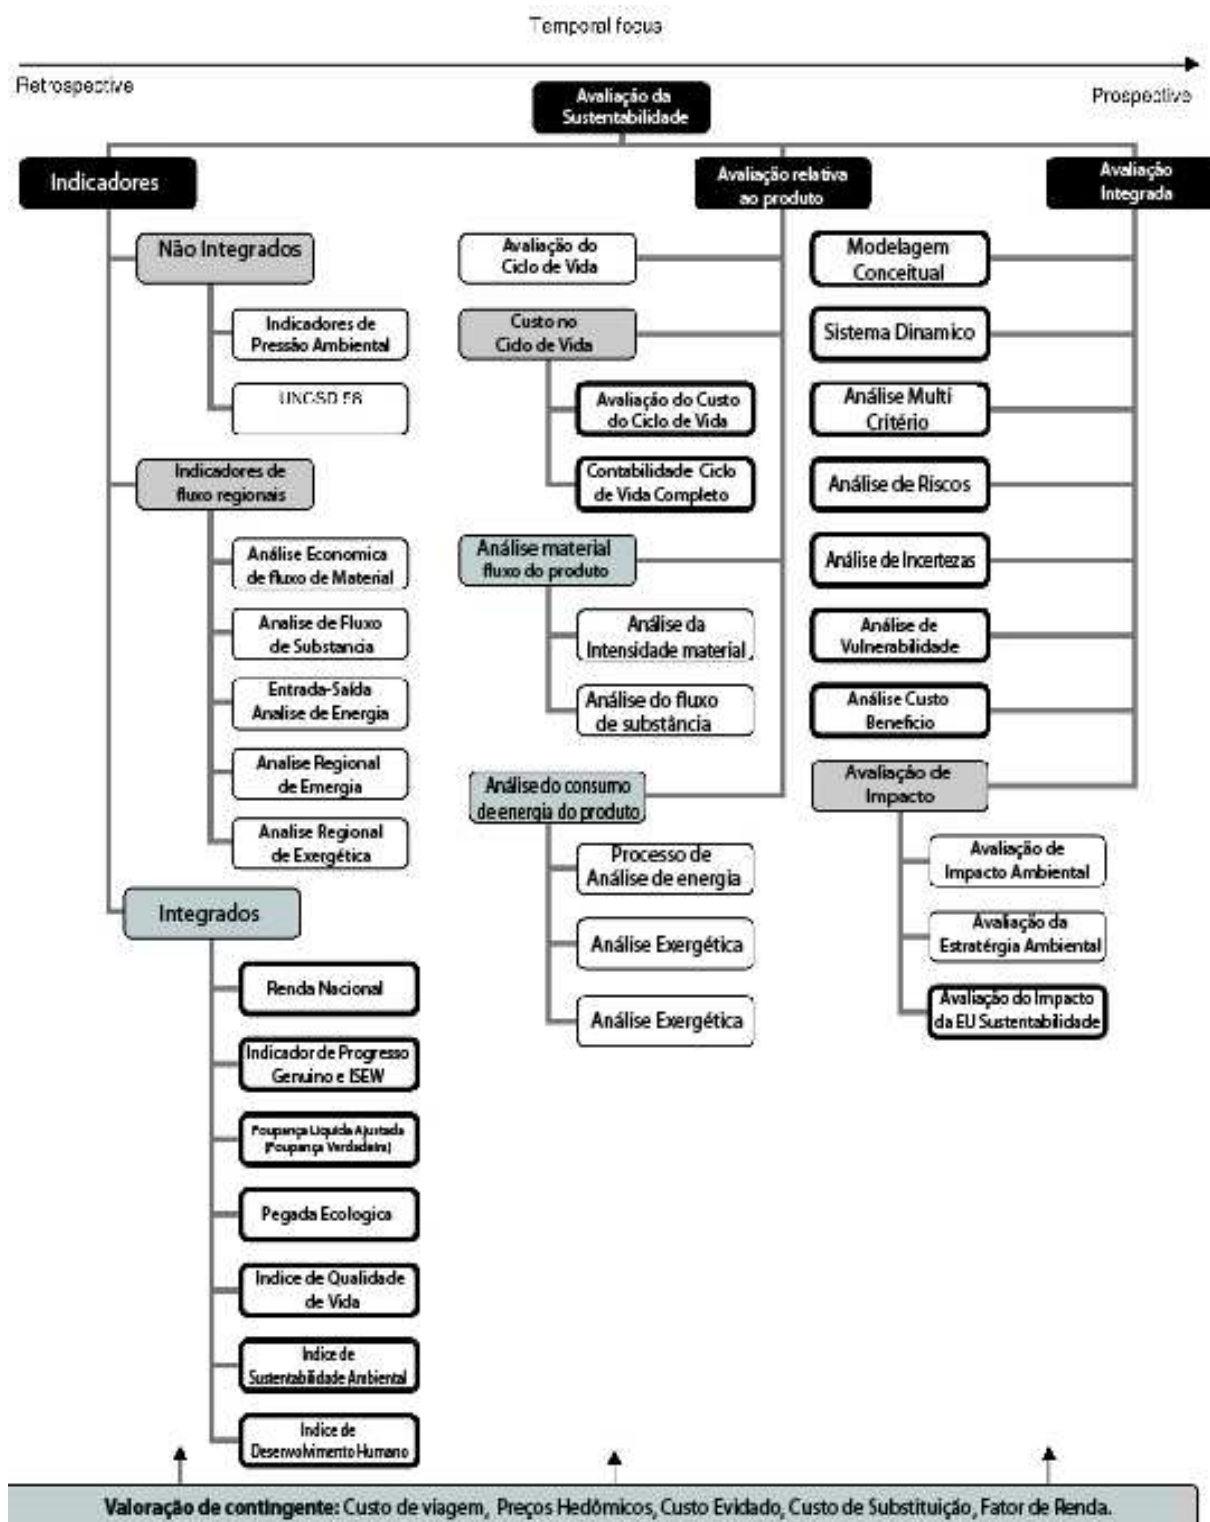 Temporal focus
Retrospective
Prospective
Avaliação da
Sustentabilidade
Indicadores
Avaliação relativa
ao produto
Avaliação
Integrada
Não Integrados
Indicadores de
Pressão Ambiental
UNCSD 58
Indicadores de
fluxo regionais
Análise Economica
de fluxo de Material
Analise de Fluxo
de Substancia
Entrada-Saída
Analise de Energia
Analise Regional
de Emergia
Analise Regional
de Exergética
Integrados
Renda Nacional
Indicador de Progresso
Genuino e ISEW
Poupança Liquida Ajustada
(Poupança Verdadeira)
Pegada Ecologica
Indice de Qualidade
de Vida
Indice de
Sustentabilidade Ambiental
Indice de
Desenvolvimento Humano
Avaliação do
Ciclo de Vida
Custo no
Ciclo de Vida
Avaliação do Custo
do Ciclo de Vida
Contabilidade Ciclo
de Vida Completo
Análise material
fluxo do produto
Análise da
Intensidade material
Análise do fluxo
de substância
Análise do consumo
de energia do produto
Processo de
Análise de energia
Análise Exergética
Análise Exergética
Modelagem
Conceitual
Sistema Dinamico
Análise Multi
Critério
Análise de Riscos
Análise de Incertezas
Análise de
Vulnerabilidade
Análise Custo
Beneficio
Avaliação de
Impacto
Avaliação de
Impacto Ambiental
Avaliação da
Estratérgia Ambiental
Avaliação do Impacto
da EU Sustentabilidade
Valoração de contingente: Custo de viagem, Preços Hedômicos, Custo Evidado, Custo de Substituição, Fator de Renda.